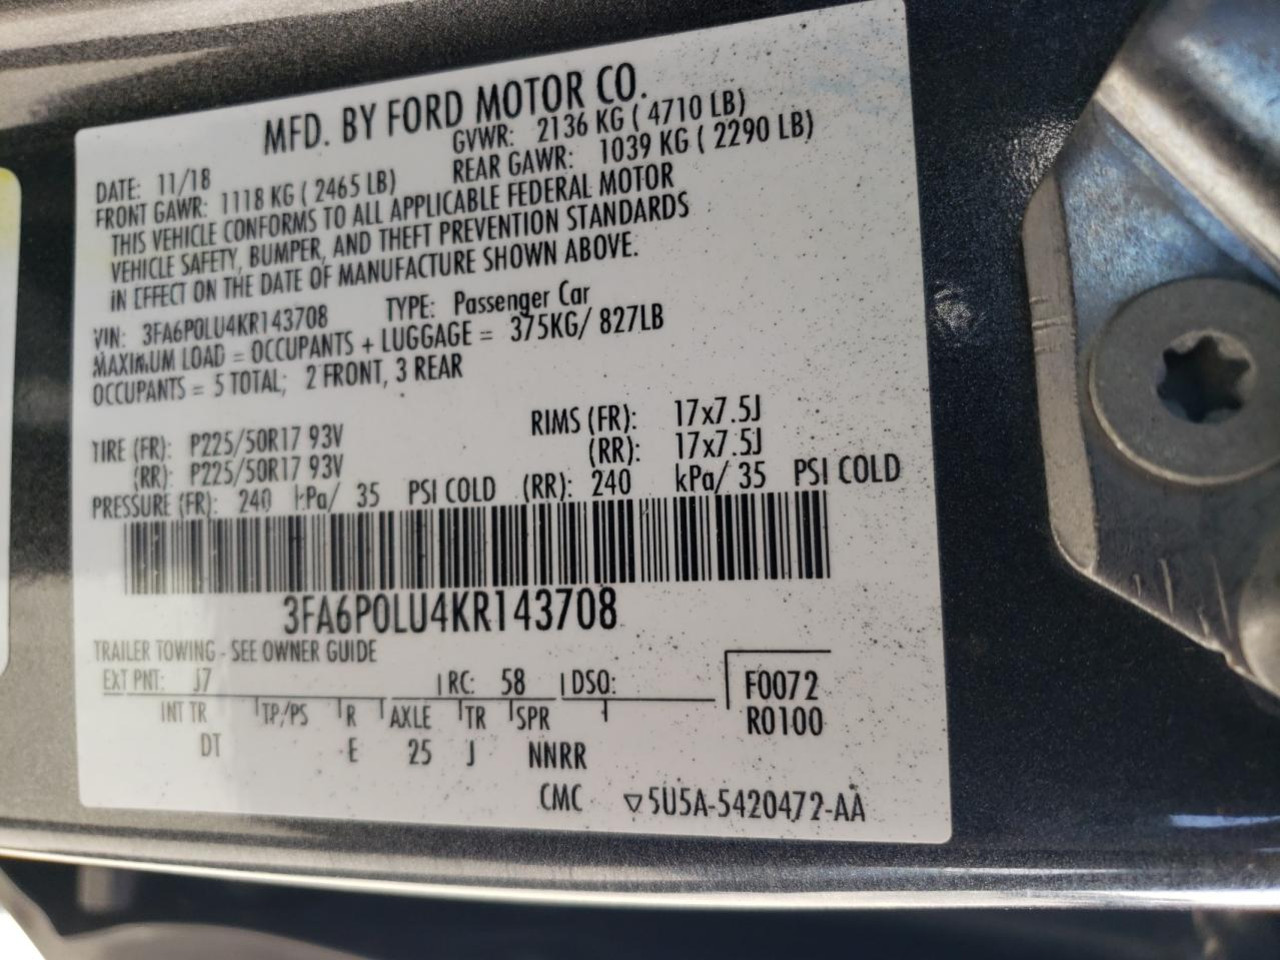 MFD. BY FORD MOTOR CO.
DATE: 11/18 GVWR: 2136 KG ( 4710 LB)
FRONT GAWR: 1118 KG ( 2465 LB) REAR GAWR: 1039 KG ( 2290 LB)
THIS VEHICLE CONFORMS TO ALL APPLICABLE FEDERAL MOTOR
VEHICLE SAFETY, BUMPER, AND THEFT PREVENTION STANDARDS
IN EFFECT ON THE DATE OF MANUFACTURE SHOWN ABOVE.
VIN: 3FA6P0LU4KR143708 TYPE: Passenger Car
MAXIMUM LOAD = OCCUPANTS + LUGGAGE = 375KG/ 827LB
OCCUPANTS = 5 TOTAL; 2 FRONT, 3 REAR
TIRE (FR): P225/50R17 93V RIMS (FR): 17x7.5J
(RR): P225/50R17 93V (RR): 17x7.5J
PRESSURE (FR): 240 kPa/ 35 PSI COLD (RR): 240 kPa/ 35 PSI COLD
3FA6P0LU4KR143708
TRAILER TOWING - SEE OWNER GUIDE
EXT PNT: J7 RC: 58 DSO: F0072
INT TR TP/PS R AXLE TR SPR R0100
DT E 25 J NNRR
CMC ▽5U5A-5420472-AA